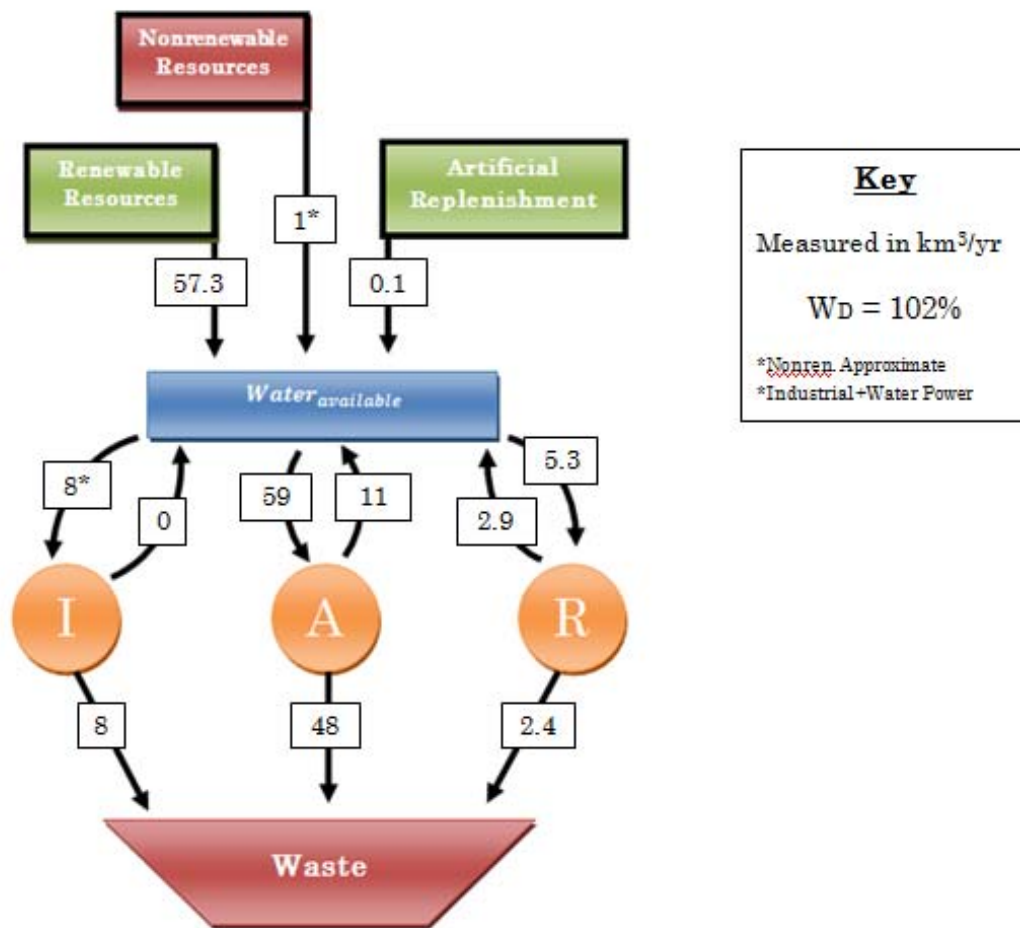 Nonrenewable
Resources
Renewable
Resources
Artificial
Replenishment
1*
57.3
0.1
Water available
8*
0
59
11
2.9
5.3
I
A
R
8
48
2.4
Waste
Key
Measured in km³/yr
WD = 102%
*Nonren. Approximate
*Industrial+Water Power